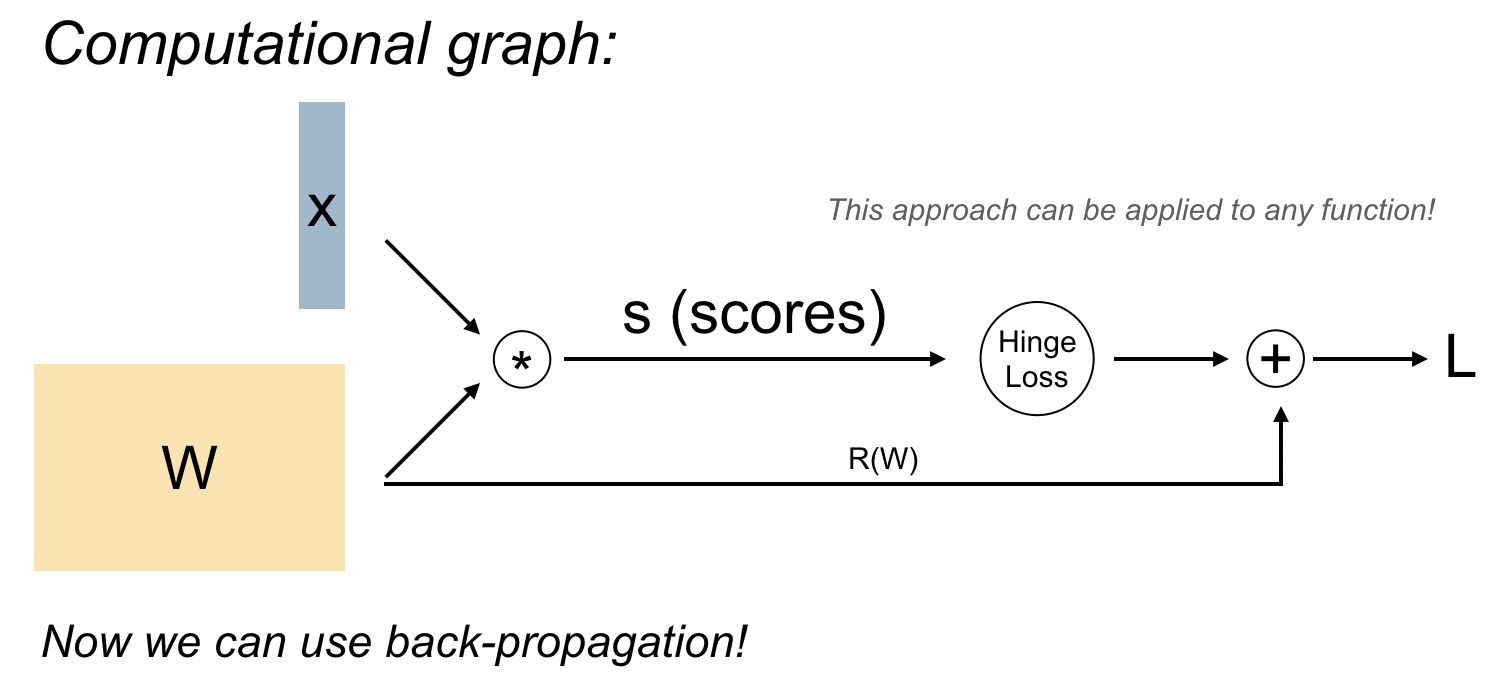 Computational graph:
x
This approach can be applied to any function!
s (scores)
*
Hinge
Loss
+
L
W
R(W)
Now we can use back-propagation!